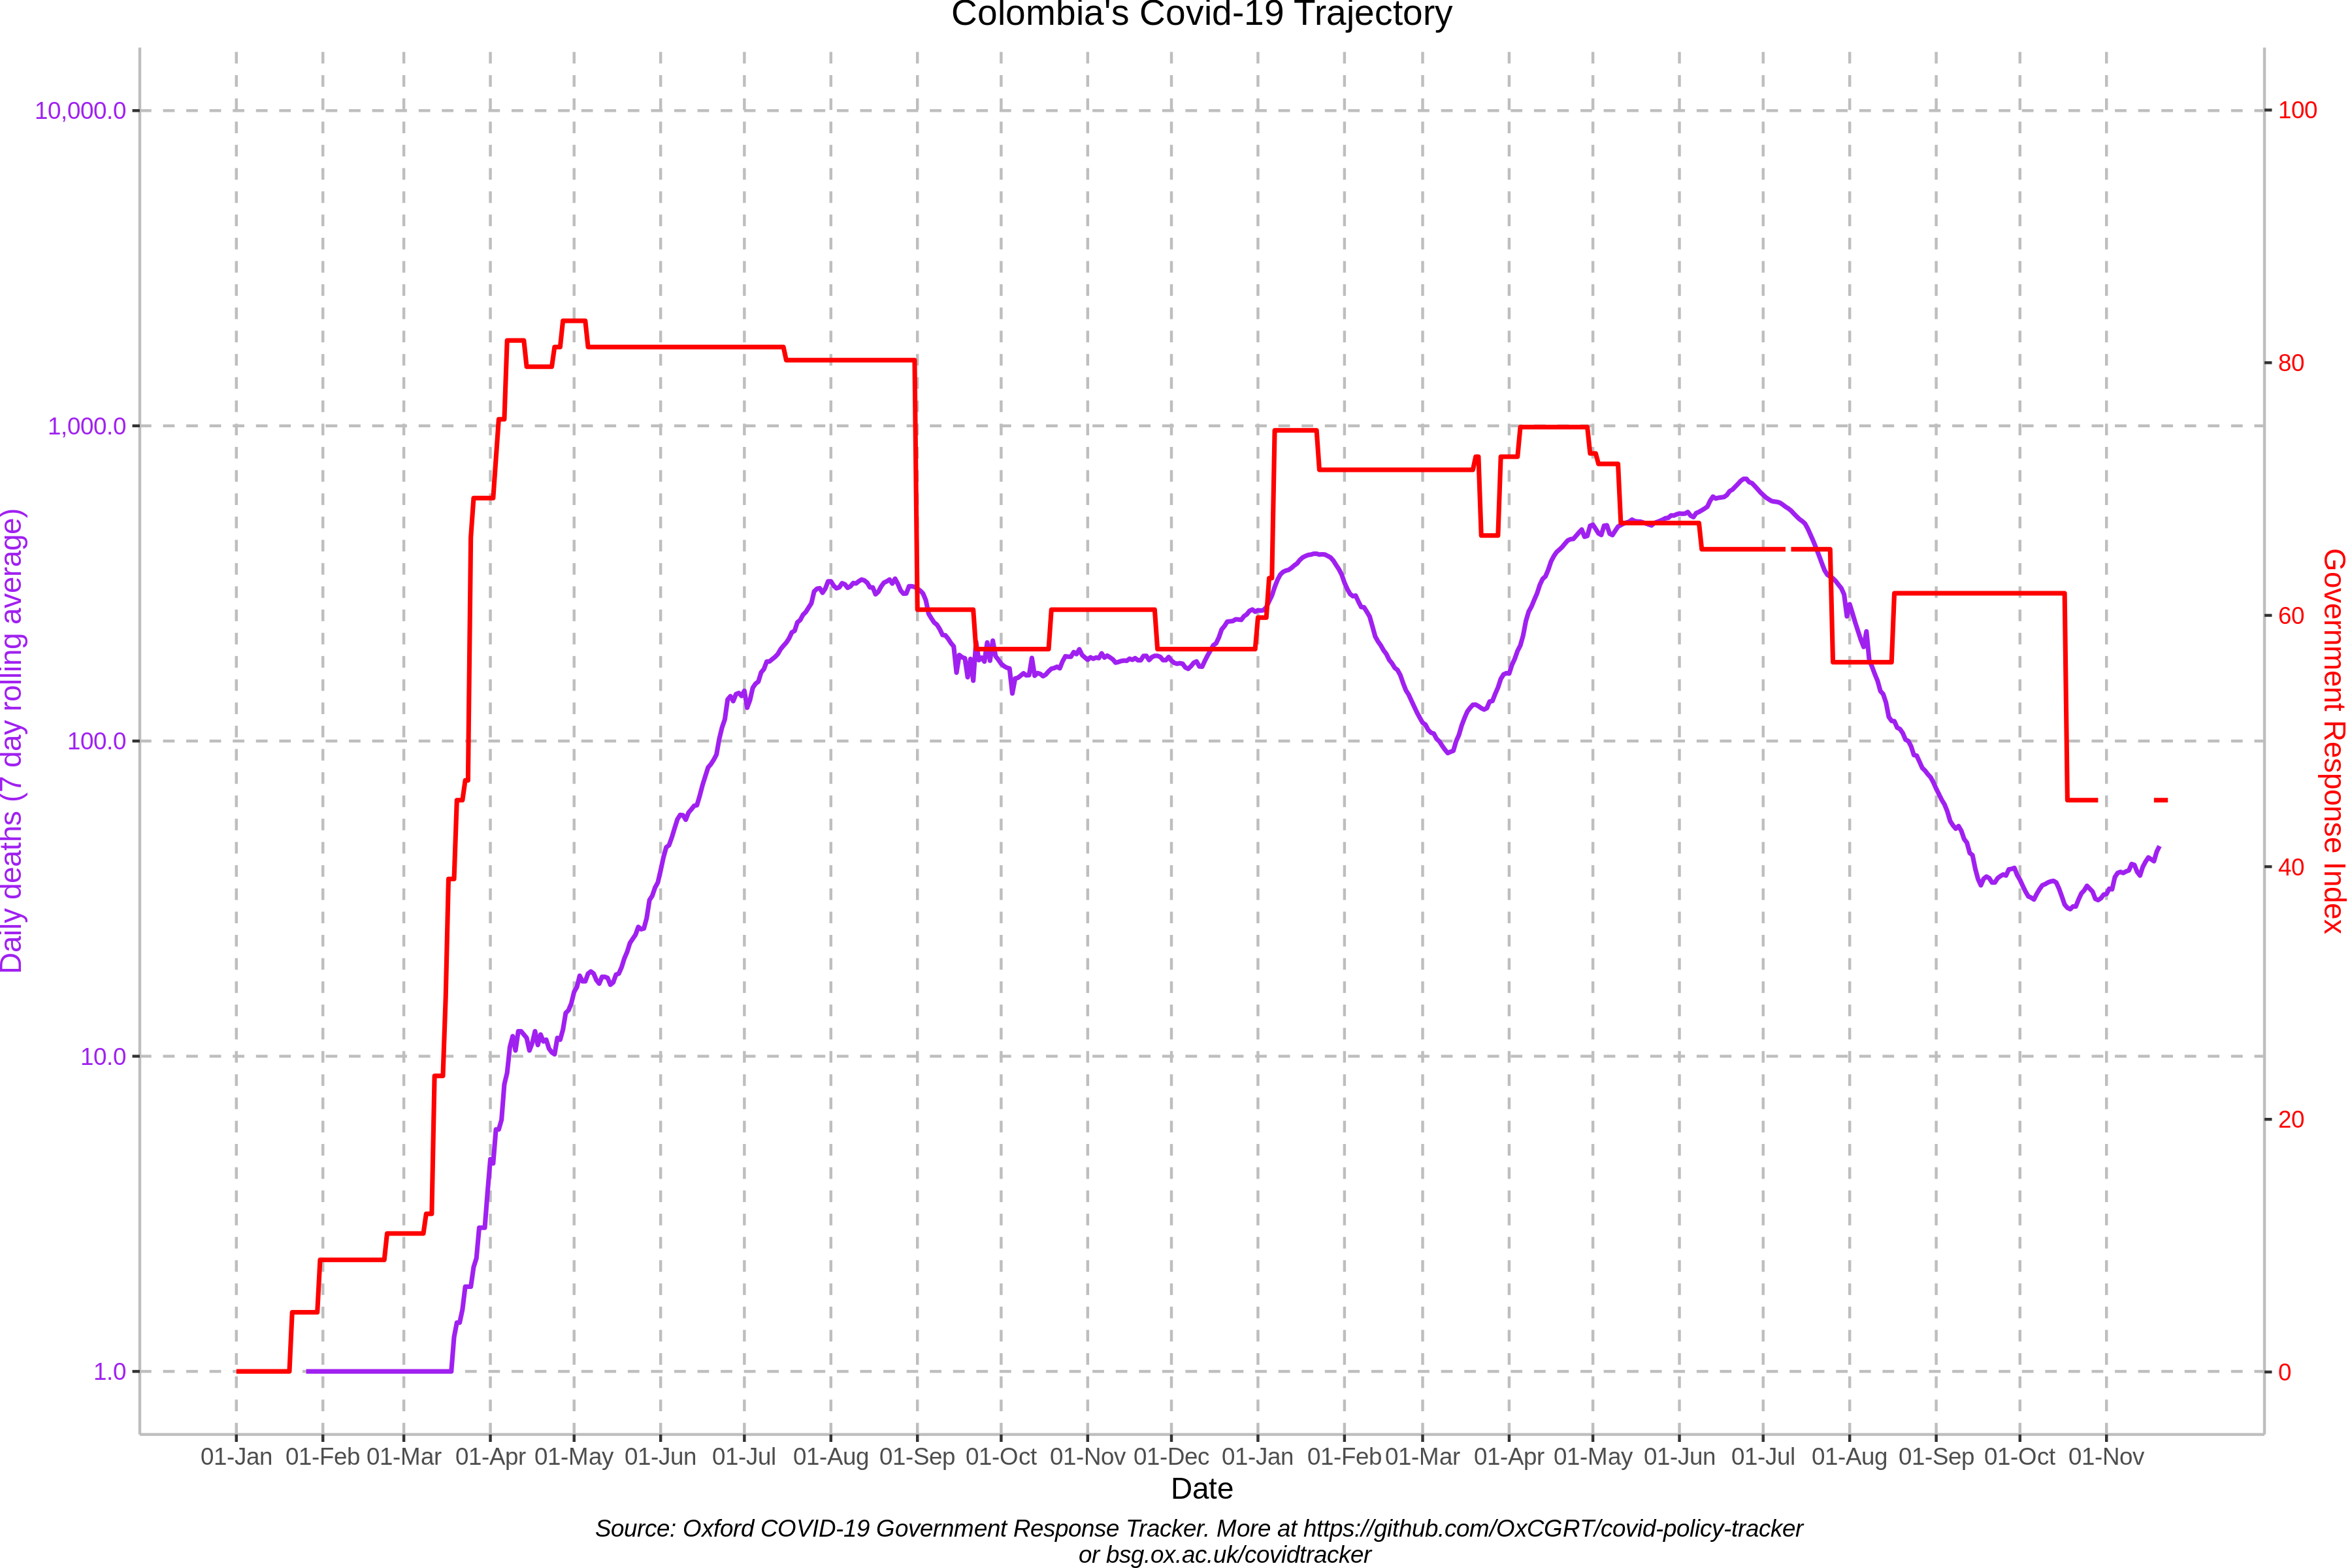 Colombia's Covid-19 Trajectory
10,000.0
1,000.0
100.0
10.0
1.0
Daily deaths (7 day rolling average)
100
80
60
40
20
0
Government Response Index
01-Jan 01-Feb 01-Mar 01-Apr 01-May 01-Jun 01-Jul 01-Aug 01-Sep 01-Oct 01-Nov 01-Dec 01-Jan 01-Feb 01-Mar 01-Apr 01-May 01-Jun 01-Jul 01-Aug 01-Sep 01-Oct 01-Nov
Date
Source: Oxford COVID-19 Government Response Tracker. More at https://github.com/OxCGRT/covid-policy-tracker
or bsg.ox.ac.uk/covidtracker